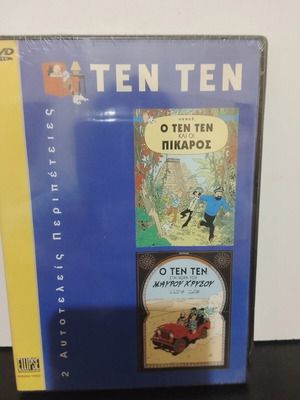 DVD
TEN TEN
2 Αυτοτελείς Περιπέτειες
HERGÉ
Ο ΤΕΝ ΤΕΝ
ΚΑΙ ΟΙ
ΠΙΚΑΡΟΣ
Ο ΤΕΝ ΤΕΝ
ΣΤΗ ΧΩΡΑ ΤΟΥ
ΜΑΥΡΟΥ ΧΡΥΣΟΥ
ELLIPSE